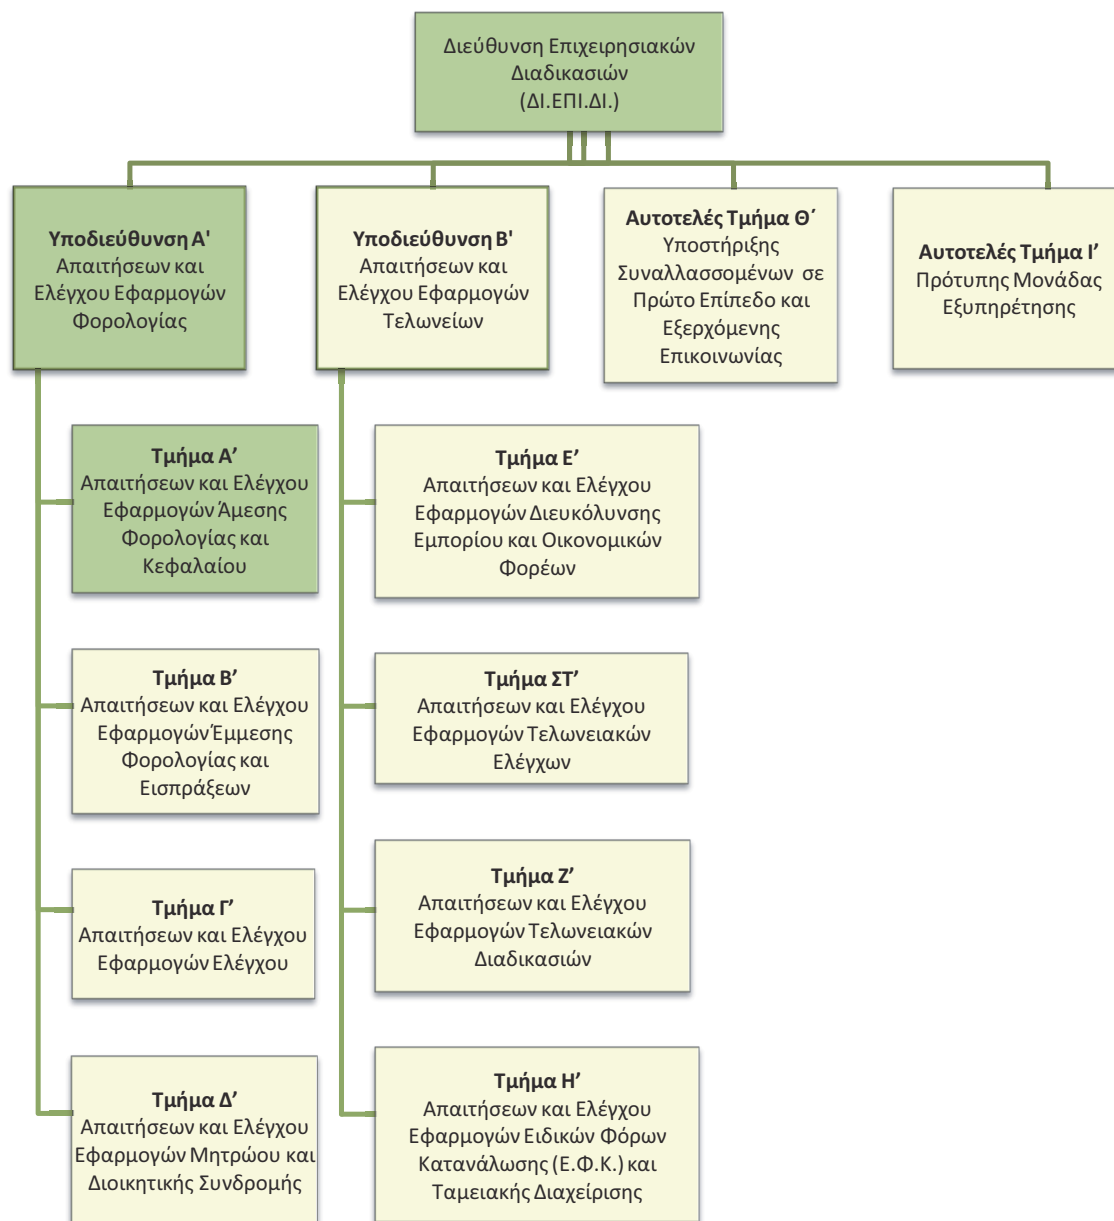 Διεύθυνση Επιχειρησιακών
Διαδικασιών
(ΔΙ.ΕΠΙ.ΔΙ.)
Υποδιεύθυνση Α'
Απαιτήσεων και
Ελέγχου Εφαρμογών
Φορολογίας
Υποδιεύθυνση Β'
Απαιτήσεων και
Ελέγχου Εφαρμογών
Τελωνείων
Αυτοτελές Τμήμα Θ΄
Υποστήριξης
Συναλλασσομένων σε
Πρώτο Επίπεδο και
Εξερχόμενης
Επικοινωνίας
Αυτοτελές Τμήμα Ι’
Πρότυπης Μονάδας
Εξυπηρέτησης
Τμήμα Α’
Απαιτήσεων και Ελέγχου
Εφαρμογών Άμεσης
Φορολογίας και
Κεφαλαίου
Τμήμα Β’
Απαιτήσεων και Ελέγχου
Εφαρμογών Έμμεσης
Φορολογίας και
Εισπράξεων
Τμήμα Γ’
Απαιτήσεων και Ελέγχου
Εφαρμογών Ελέγχου
Τμήμα Δ’
Απαιτήσεων και Ελέγχου
Εφαρμογών Μητρώου και
Διοικητικής Συνδρομής
Τμήμα Ε’
Απαιτήσεων και Ελέγχου
Εφαρμογών Διευκόλυνσης
Εμπορίου και Οικονομικών
Φορέων
Τμήμα ΣΤ’
Απαιτήσεων και Ελέγχου
Εφαρμογών Τελωνειακών
Ελέγχων
Τμήμα Ζ’
Απαιτήσεων και Ελέγχου
Εφαρμογών Τελωνειακών
Διαδικασιών
Τμήμα Η’
Απαιτήσεων και Ελέγχου
Εφαρμογών Ειδικών Φόρων
Κατανάλωσης (Ε.Φ.Κ.) και
Ταμειακής Διαχείρισης